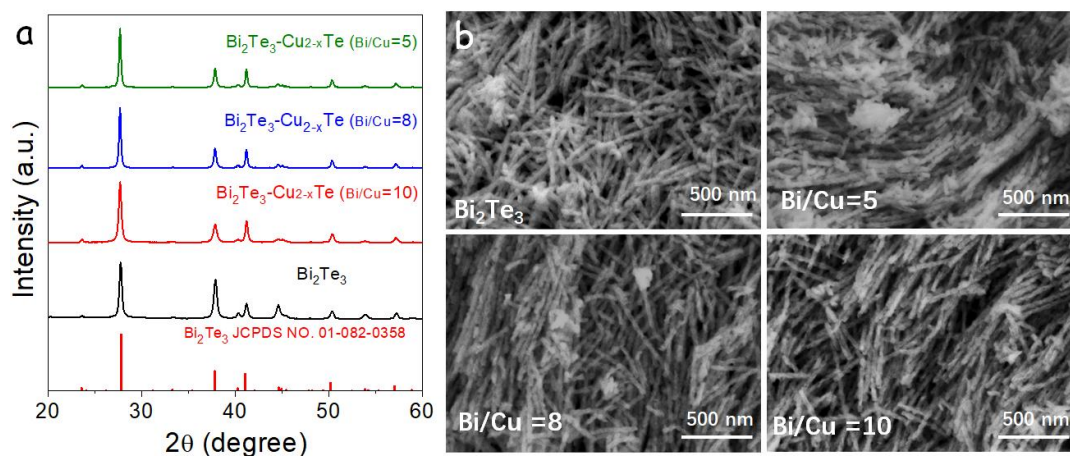 a
Bi₂Te₃-Cu₂₋ₓTe (Bi/Cu=5)
Bi₂Te₃-Cu₂₋ₓTe (Bi/Cu=8)
Bi₂Te₃-Cu₂₋ₓTe (Bi/Cu=10)
Bi₂Te₃
Bi₂Te₃ JCPDS NO. 01-082-0358
Intensity (a.u.)
20 30 40 50 60
2θ (degree)
b
Bi₂Te₃
500 nm
Bi/Cu=5
500 nm
Bi/Cu =8
500 nm
Bi/Cu =10
500 nm